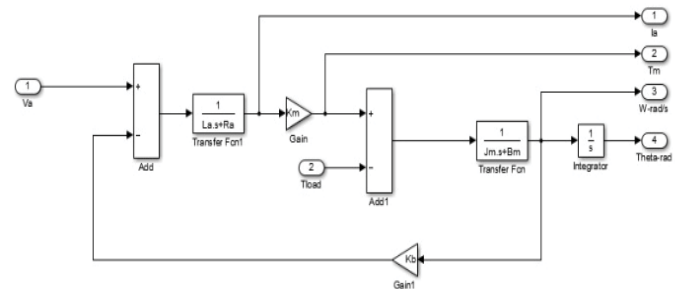 1
Ia
2
Tm
1
Va
+
-
Add
1
La.s+Ra
Transfer Fcn1
Km
Gain
2
Tload
+
-
Add1
1
Jm.s+Bm
Transfer Fcn
3
W-rad/s
1
s
Integrator
4
Theta-rad
Kb
Gain1